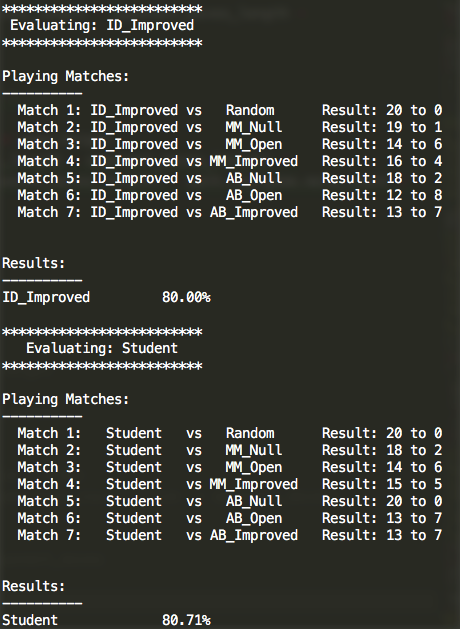 *************************
Evaluating: ID_Improved
*************************
Playing Matches:
----------
Match 1: ID_Improved vs Random Result: 20 to 0
Match 2: ID_Improved vs MM_Null Result: 19 to 1
Match 3: ID_Improved vs MM_Open Result: 14 to 6
Match 4: ID_Improved vs MM_Improved Result: 16 to 4
Match 5: ID_Improved vs AB_Null Result: 18 to 2
Match 6: ID_Improved vs AB_Open Result: 12 to 8
Match 7: ID_Improved vs AB_Improved Result: 13 to 7
Results:
----------
ID_Improved 80.00%
*************************
Evaluating: Student
*************************
Playing Matches:
----------
Match 1: Student vs Random Result: 20 to 0
Match 2: Student vs MM_Null Result: 18 to 2
Match 3: Student vs MM_Open Result: 14 to 6
Match 4: Student vs MM_Improved Result: 15 to 5
Match 5: Student vs AB_Null Result: 20 to 0
Match 6: Student vs AB_Open Result: 13 to 7
Match 7: Student vs AB_Improved Result: 13 to 7
Results:
----------
Student 80.71%